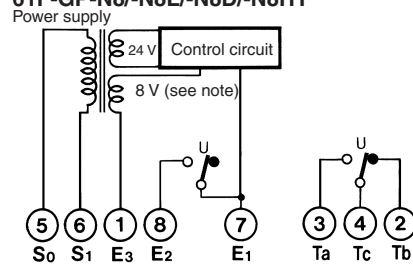 61F-GP-N8/-N8L/-N8D/-N8HY
Power supply
24 V
Control circuit
8 V (see note)
U
U
5 6 1 8 7 3 4 2
S0 S1 E3 E2 E1 Ta Tc Tb